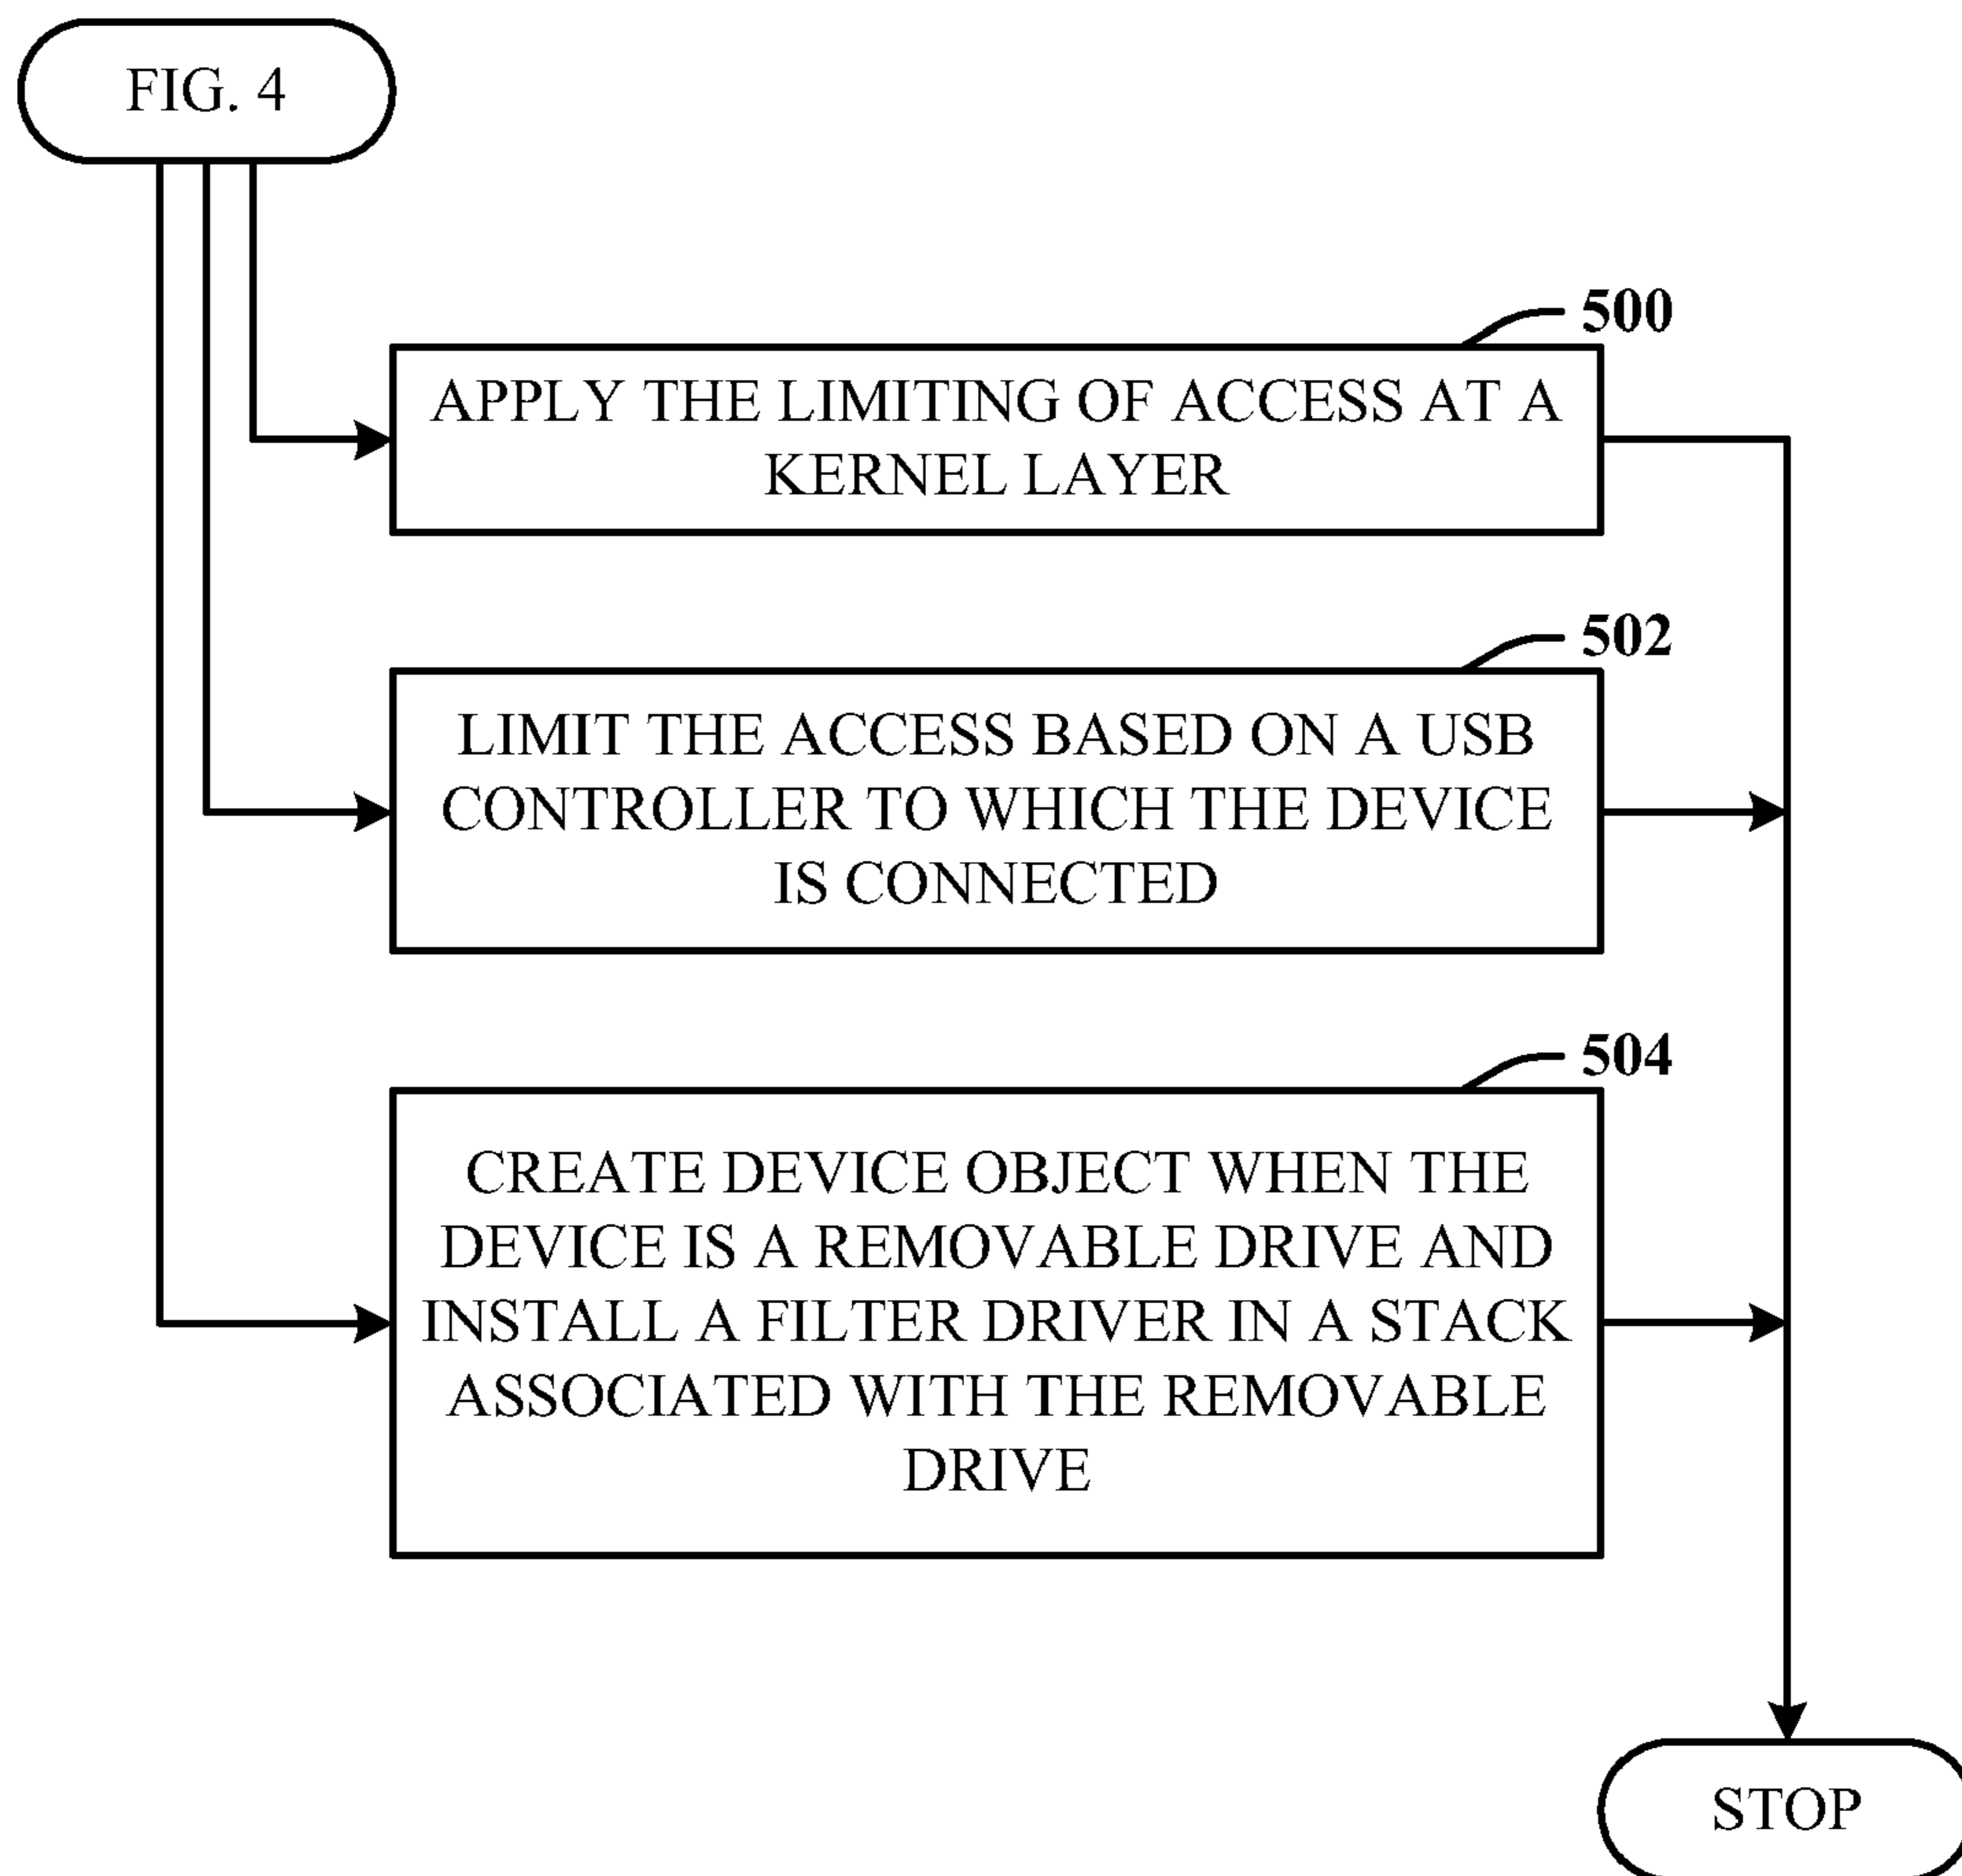 FIG. 4
500
APPLY THE LIMITING OF ACCESS AT A
KERNEL LAYER
502
LIMIT THE ACCESS BASED ON A USB
CONTROLLER TO WHICH THE DEVICE
IS CONNECTED
504
CREATE DEVICE OBJECT WHEN THE
DEVICE IS A REMOVABLE DRIVE AND
INSTALL A FILTER DRIVER IN A STACK
ASSOCIATED WITH THE REMOVABLE
DRIVE
STOP